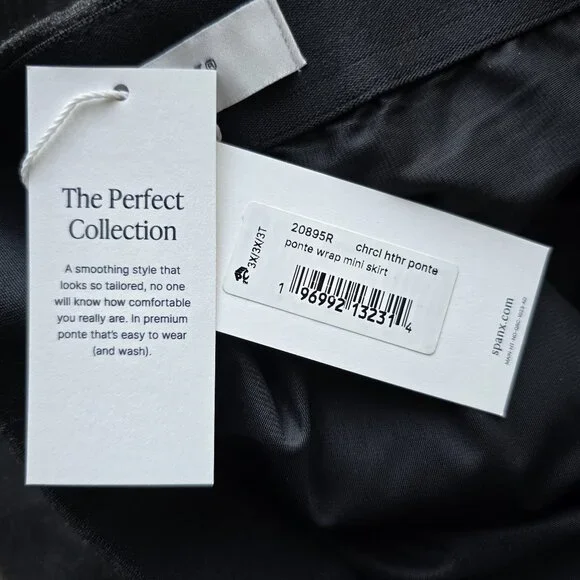 The Perfect
Collection
A smoothing style that
looks so tailored, no one
will know how comfortable
you really are. In premium
ponte that's easy to wear
(and wash).
3X/3X/3T
20895R chrcl hthr ponte
ponte wrap mini skirt
1 96992 13231 4
spanx.com